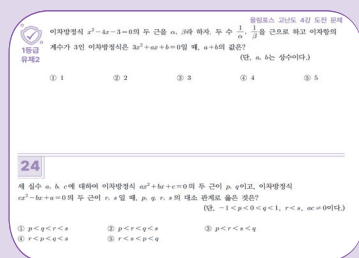 올림포스 고난도 4강 도전 문제
1등급
유제2
이차방정식 x²-4x-3=0의 두 근을 α, β라 하자. 두 수 1/α, 1/β을 근으로 하고 이차항의
계수가 3인 이차방정식은 3x²+ax+b=0일 때, a+b의 값은?
(단, a, b는 상수이다.)
① 1 ② 2 ③ 3 ④ 4 ⑤ 5
24
세 실수 a, b, c에 대하여 이차방정식 ax²+bx+c=0의 두 근이 p, q이고, 이차방정식
cx²-bx+a=0의 두 근이 r, s일 때, p, q, r, s의 대소 관계로 옳은 것은?
(단, -1<p<0<q<1, r<s, ac≠0이다.)
① p<q<r<s ② p<r<q<s ③ p<r<s<q
④ r<p<q<s ⑤ r<s<p<q